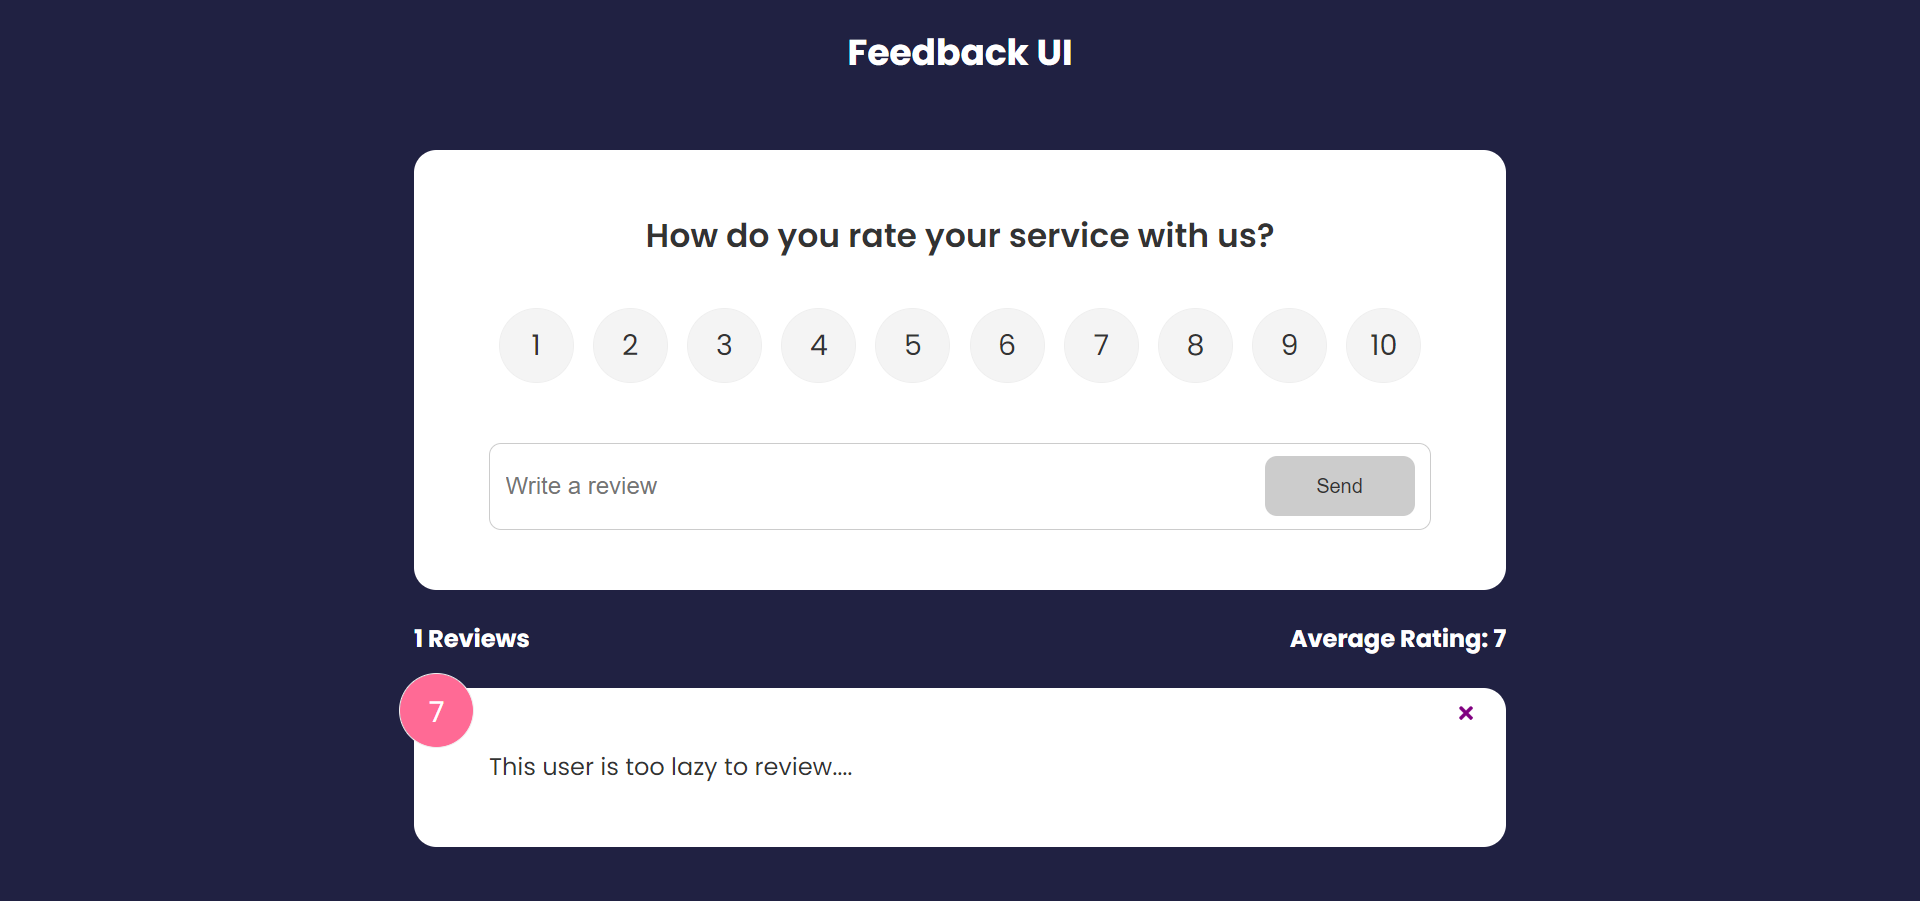 Feedback UI
How do you rate your service with us?
1 2 3 4 5 6 7 8 9 10
Write a review Send
1 Reviews Average Rating: 7
7
This user is too lazy to review....